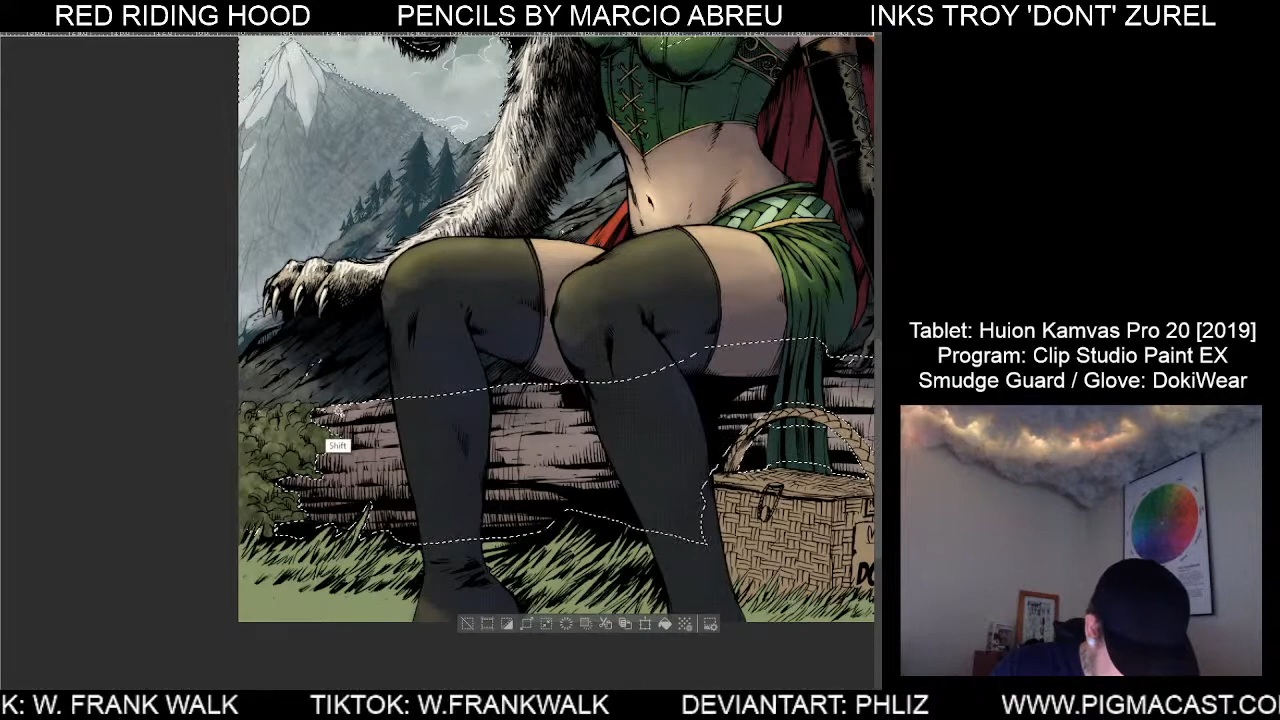 RED RIDING HOOD PENCILS BY MARCIO ABREU INKS TROY 'DONT' ZUREL
Tablet: Huion Kamvas Pro 20 [2019]
Program: Clip Studio Paint EX
Smudge Guard / Glove: DokiWear
Shift
K: W. FRANK WALK TIKTOK: W.FRANKWALK DEVIANTART: PHLIZ WWW.PIGMACAST.CO